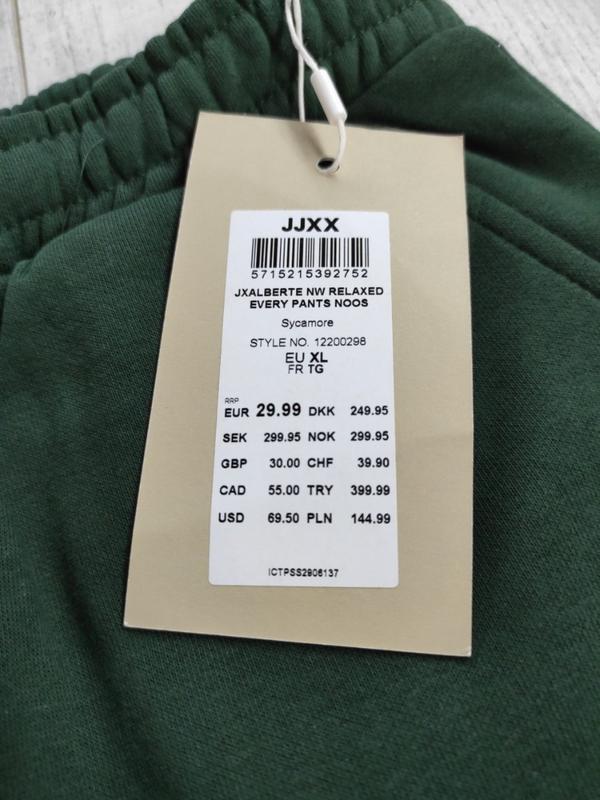 JJXX
5715215392752
JXALBERTE NW RELAXED
EVERY PANTS NOOS
Sycamore
STYLE NO. 12200298
EU XL
FR TG
RRP
EUR 29.99 DKK 249.95
SEK 299.95 NOK 299.95
GBP 30.00 CHF 39.90
CAD 55.00 TRY 399.99
USD 69.50 PLN 144.99
ICTPSS2906137